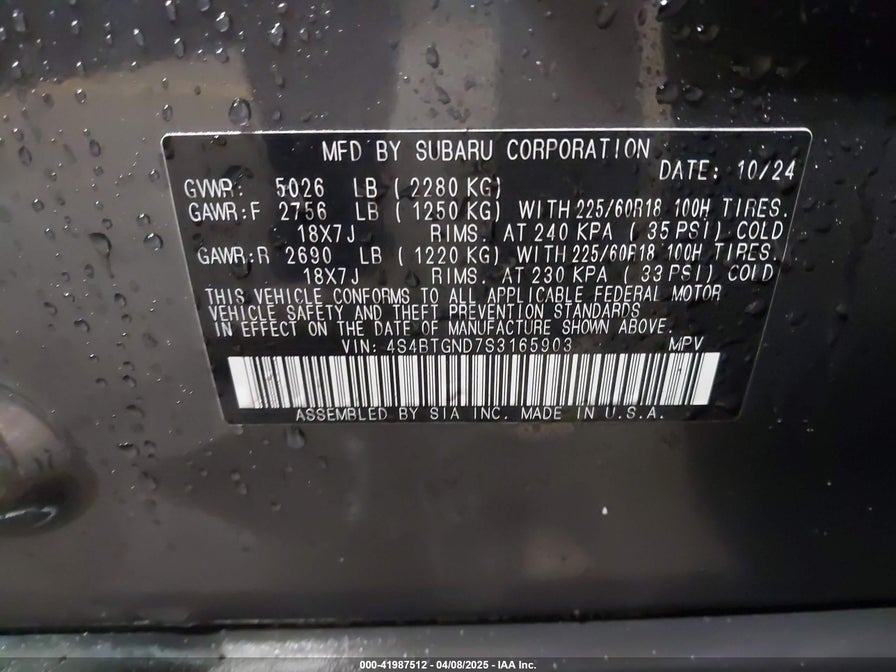 MFD BY SUBARU CORPORATION
DATE: 10/24
GVWR: 5026 LB ( 2280 KG)
GAWR:F 2756 LB ( 1250 KG) WITH 225/60R18 100H TIRES.
18X7J RIMS. AT 240 KPA ( 35 PSI) COLD
GAWR:R 2690 LB ( 1220 KG) WITH 225/60R18 100H TIRES.
18X7J RIMS. AT 230 KPA ( 33 PSI) COLD
THIS VEHICLE CONFORMS TO ALL APPLICABLE FEDERAL MOTOR
VEHICLE SAFETY AND THEFT PREVENTION STANDARDS
IN EFFECT ON THE DATE OF MANUFACTURE SHOWN ABOVE.
VIN: 4S4BTGND7S3165903 MPV
ASSEMBLED BY SIA INC. MADE IN U.S.A.
000-41987512 - 04/08/2025 - IAA Inc.